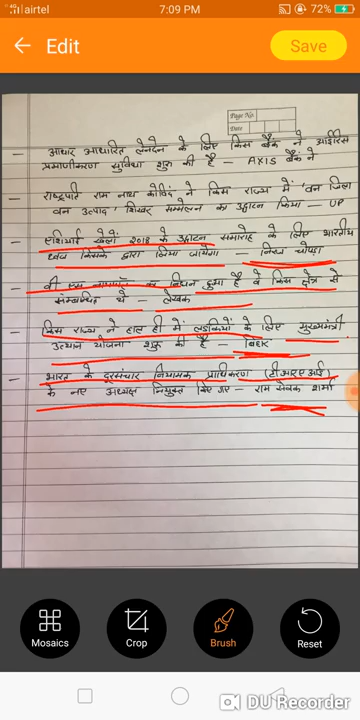 airtel 7:09 PM 72%
Edit Save
Page No
Date
- आधार आधारित लेनदेन के लिए किस बैंक ने आईरिस
प्रमाणीकरण सुविधा शुरु की है - AXIS बैंक ने
- राष्ट्रपति राम नाथ कोविंद ने किस राज्य में 'वन जिला
वन उत्पाद' शिखर सम्मेलन का उद्घाटन किया - UP
- एशियाई खेलों 2018 के उद्घाटन समारोह के लिए भारतीय
ध्वज किसके द्वारा लिया जायेगा - निरज चोपड़ा
- वी एस का निधन हुआ है वे किस क्षेत्र से
सम्बन्धित थे - लेखक
- किस राज्य ने हाल ही में लडकियों के लिए मुख्यमंत्री
उत्थान योजना शुरू की है - बिहार
- भारत के दूरसंचार नियामक प्राधिकरण (टीआरएआई)
के नए अध्यक्ष नियुक्त किए गए - राम सेवक शर्मा
Mosaics Crop Brush Reset
DU Recorder